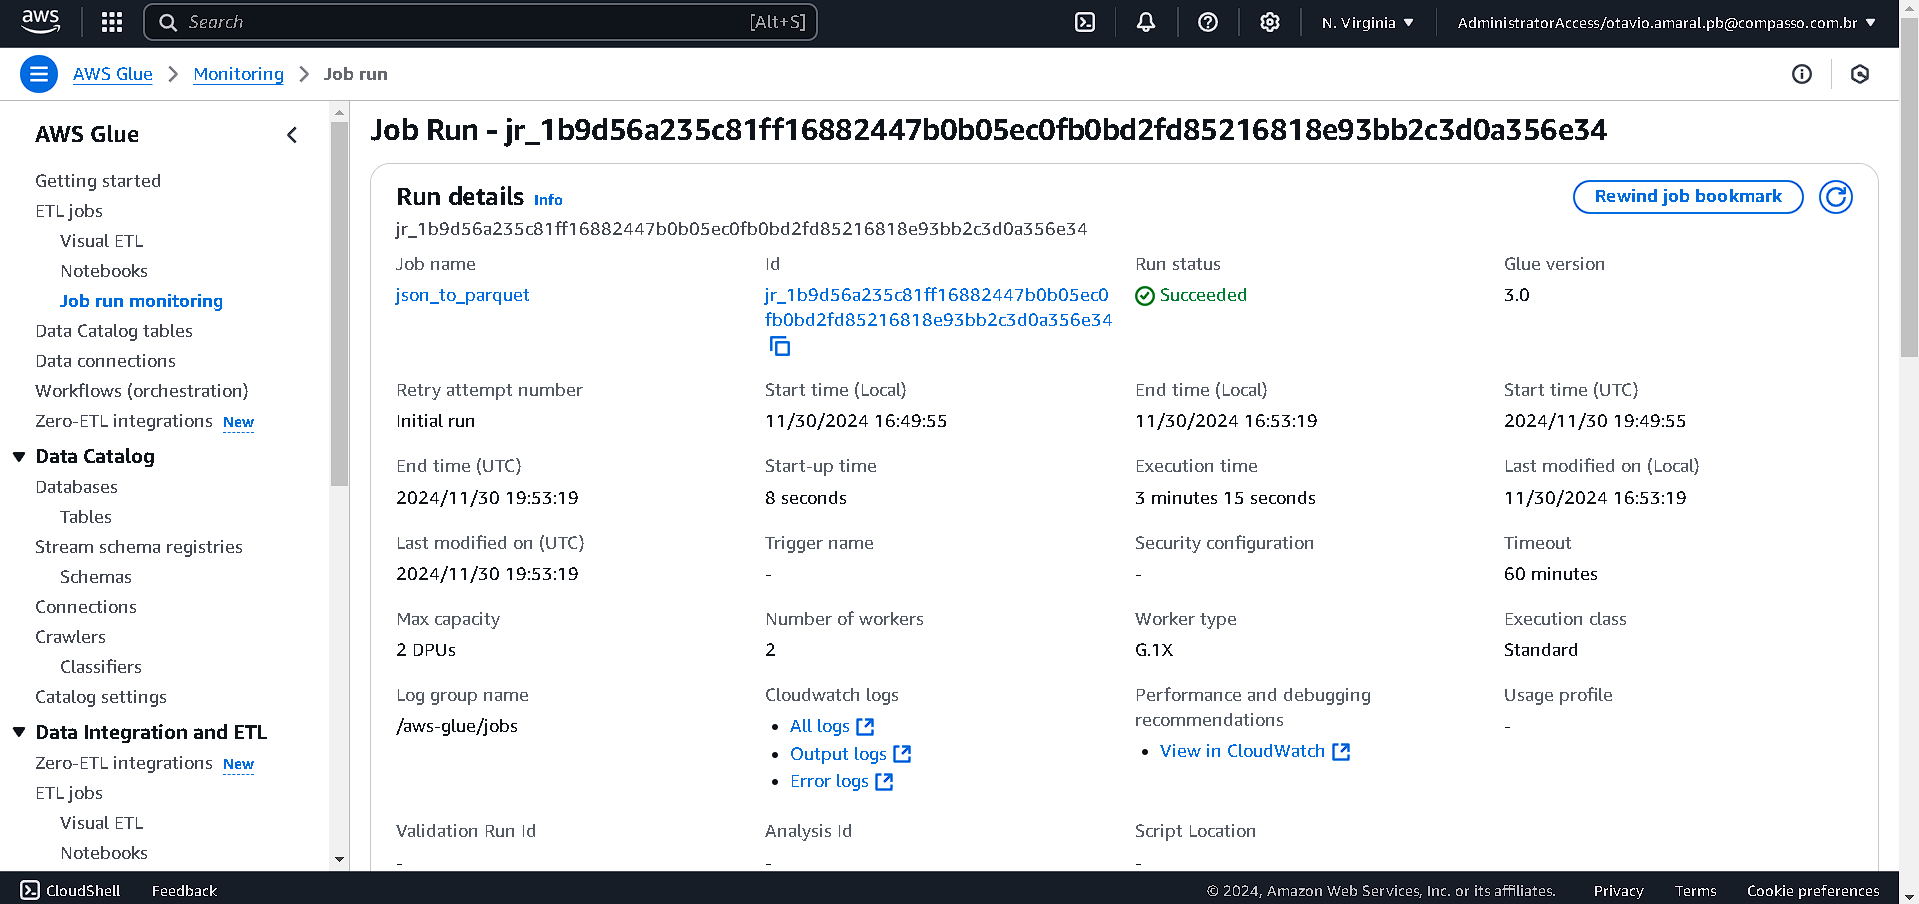 aws
Search [Alt+S]
N. Virginia
AdministratorAccess/otavio.amaral.pb@compasso.com.br
AWS Glue
Monitoring
Job run
AWS Glue
Getting started
ETL jobs
Visual ETL
Notebooks
Job run monitoring
Data Catalog tables
Data connections
Workflows (orchestration)
Zero-ETL integrations New
Data Catalog
Databases
Tables
Stream schema registries
Schemas
Connections
Crawlers
Classifiers
Catalog settings
Data Integration and ETL
Zero-ETL integrations New
ETL jobs
Visual ETL
Notebooks
Job Run - jr_1b9d56a235c81ff16882447b0b05ec0fb0bd2fd85216818e93bb2c3d0a356e34
Run details Info
Rewind job bookmark
jr_1b9d56a235c81ff16882447b0b05ec0fb0bd2fd85216818e93bb2c3d0a356e34
Job name
json_to_parquet
Id
jr_1b9d56a235c81ff16882447b0b05ec0
fb0bd2fd85216818e93bb2c3d0a356e34
Run status
Succeeded
Glue version
3.0
Retry attempt number
Initial run
Start time (Local)
11/30/2024 16:49:55
End time (Local)
11/30/2024 16:53:19
Start time (UTC)
2024/11/30 19:49:55
End time (UTC)
2024/11/30 19:53:19
Start-up time
8 seconds
Execution time
3 minutes 15 seconds
Last modified on (Local)
11/30/2024 16:53:19
Last modified on (UTC)
2024/11/30 19:53:19
Trigger name
-
Security configuration
-
Timeout
60 minutes
Max capacity
2 DPUs
Number of workers
2
Worker type
G.1X
Execution class
Standard
Log group name
/aws-glue/jobs
Cloudwatch logs
• All logs
• Output logs
• Error logs
Performance and debugging
recommendations
• View in CloudWatch
Usage profile
-
Validation Run Id
-
Analysis Id
-
Script Location
-
CloudShell
Feedback
© 2024, Amazon Web Services, Inc. or its affiliates.
Privacy
Terms
Cookie preferences